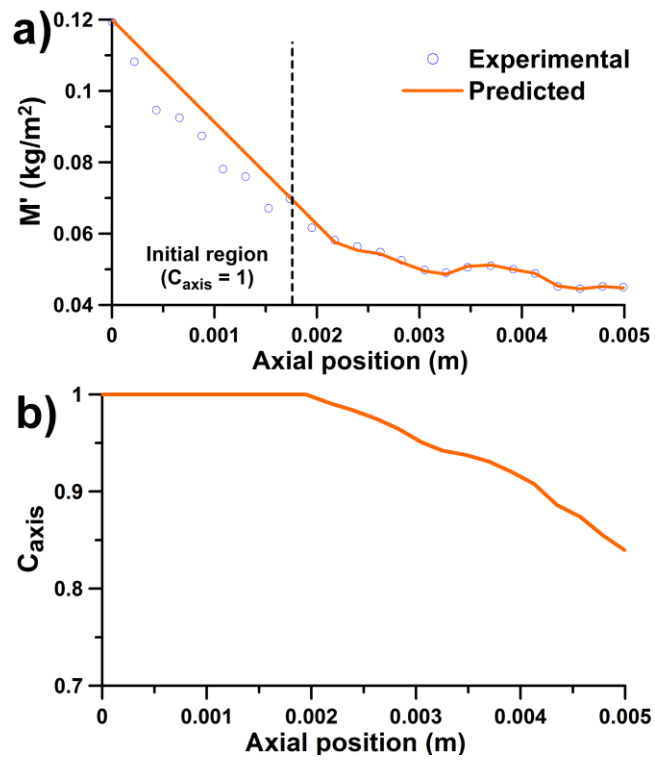 a)
M' (kg/m²)
0.12
0.1
0.08
0.06
0.04
Experimental
Predicted
Initial region
(C_axis = 1)
0 0.001 0.002 0.003 0.004 0.005
Axial position (m)
b)
C_axis
1
0.9
0.8
0.7
0 0.001 0.002 0.003 0.004 0.005
Axial position (m)